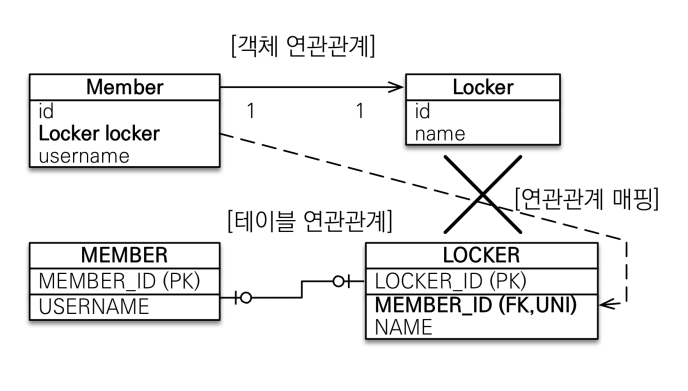 [객체 연관관계]
Member
id
Locker locker
username
1
1
Locker
id
name
[연관관계 매핑]
[테이블 연관관계]
MEMBER
MEMBER_ID (PK)
USERNAME
LOCKER
LOCKER_ID (PK)
MEMBER_ID (FK,UNI)
NAME